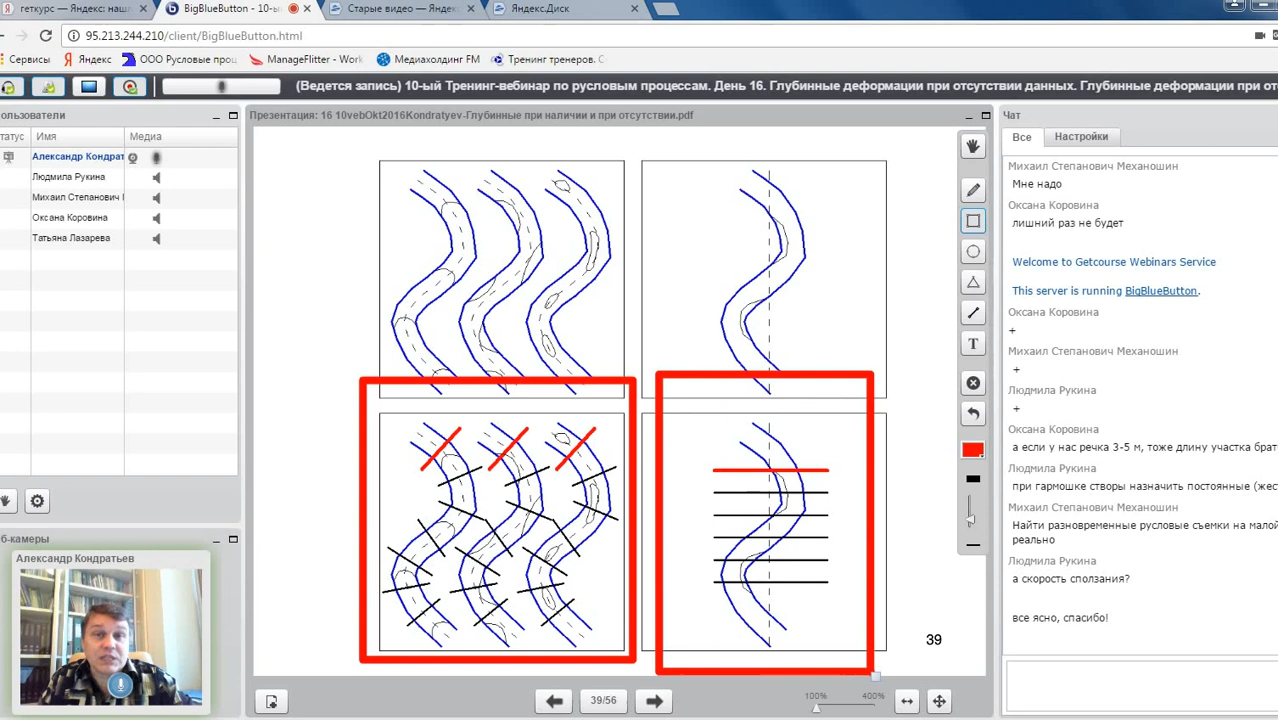 геткурс — Яндекс: наш
BigBlueButton - 10-ы
Старые видео — Яндекс.
Яндекс.Диск
95.213.244.210/client/BigBlueButton.html
Сервисы
Яндекс
ООО Русловые проц
ManageFlitter - Work
Медиахолдинг FM
Тренинг тренеров. С
(Ведется запись) 10-ый Тренинг-вебинар по русловым процессам. День 16. Глубинные деформации при отсутствии данных. Глубинные деформации при от
ользователи
татус Имя Медиа
Александр Кондрат
Людмила Рукина
Михаил Степанович
Оксана Коровина
Татьяна Лазарева
б-камеры
Александр Кондратьев
Презентация: 16 10vebOkt2016Kondratyev-Глубинные при наличии и при отсутствии.pdf
39
39/56
100% 400%
T
Чат
Все Настройки
Михаил Степанович Механошин
Мне надо
Оксана Коровина
лишний раз не будет
Welcome to Getcourse Webinars Service
This server is running BigBlueButton.
Оксана Коровина
+
Михаил Степанович Механошин
+
Людмила Рукина
+
Оксана Коровина
а если у нас речка 3-5 м, тоже длину участка брат
Людмила Рукина
при гармошке створы назначить постоянные (жес
Михаил Степанович Механошин
Найти разновременные русловые съемки на малой
реально
Людмила Рукина
а скорость сползания?
все ясно, спасибо!